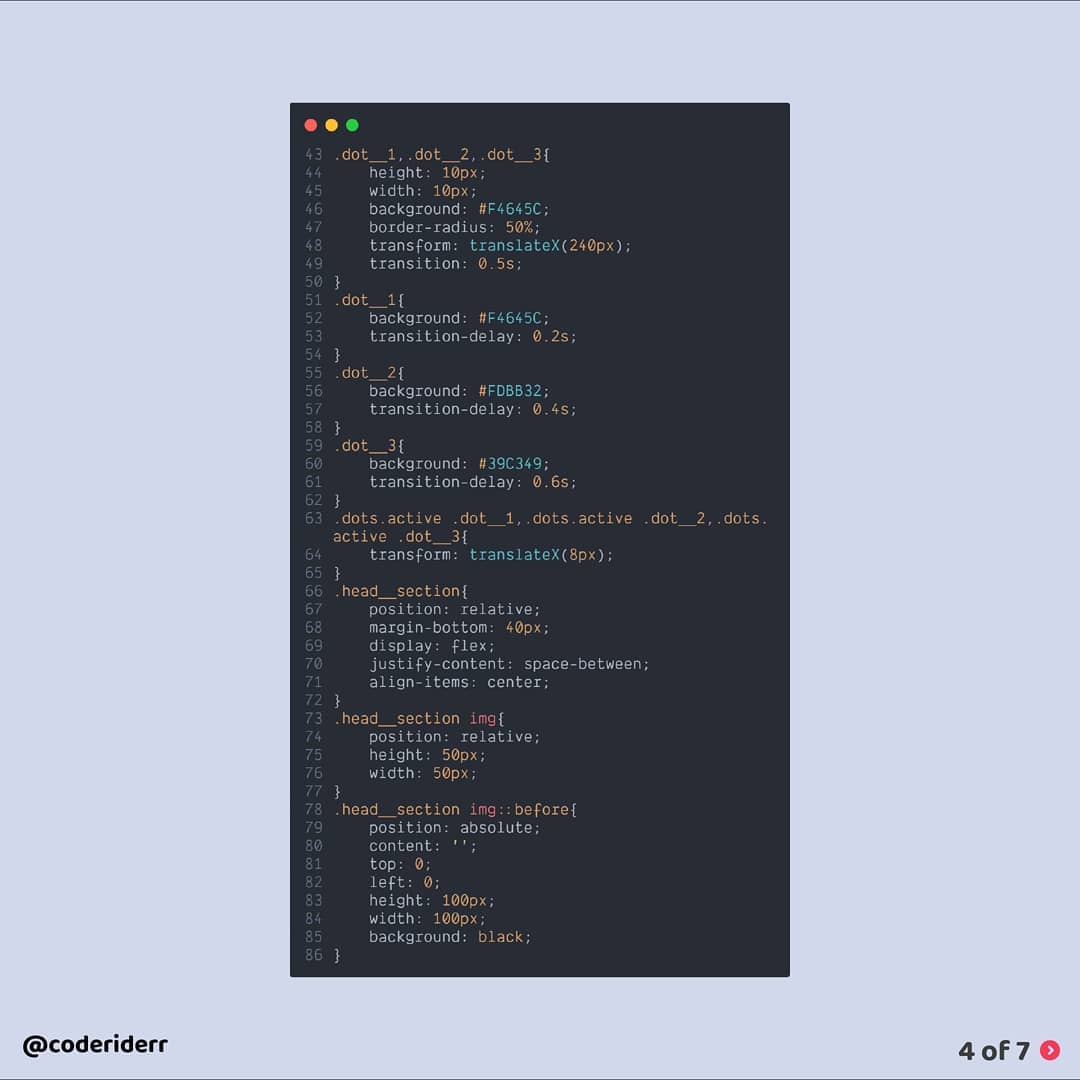 43 .dot__1,.dot__2,.dot__3{
44     height: 10px;
45     width: 10px;
46     background: #F4645C;
47     border-radius: 50%;
48     transform: translateX(240px);
49     transition: 0.5s;
50 }
51 .dot__1{
52     background: #F4645C;
53     transition-delay: 0.2s;
54 }
55 .dot__2{
56     background: #FDBB32;
57     transition-delay: 0.4s;
58 }
59 .dot__3{
60     background: #39C349;
61     transition-delay: 0.6s;
62 }
63 .dots.active .dot__1,.dots.active .dot__2,.dots.
active .dot__3{
64     transform: translateX(8px);
65 }
66 .head__section{
67     position: relative;
68     margin-bottom: 40px;
69     display: flex;
70     justify-content: space-between;
71     align-items: center;
72 }
73 .head__section img{
74     position: relative;
75     height: 50px;
76     width: 50px;
77 }
78 .head__section img::before{
79     position: absolute;
80     content: '';
81     top: 0;
82     left: 0;
83     height: 100px;
84     width: 100px;
85     background: black;
86 }
@coderiderr
4 of 7